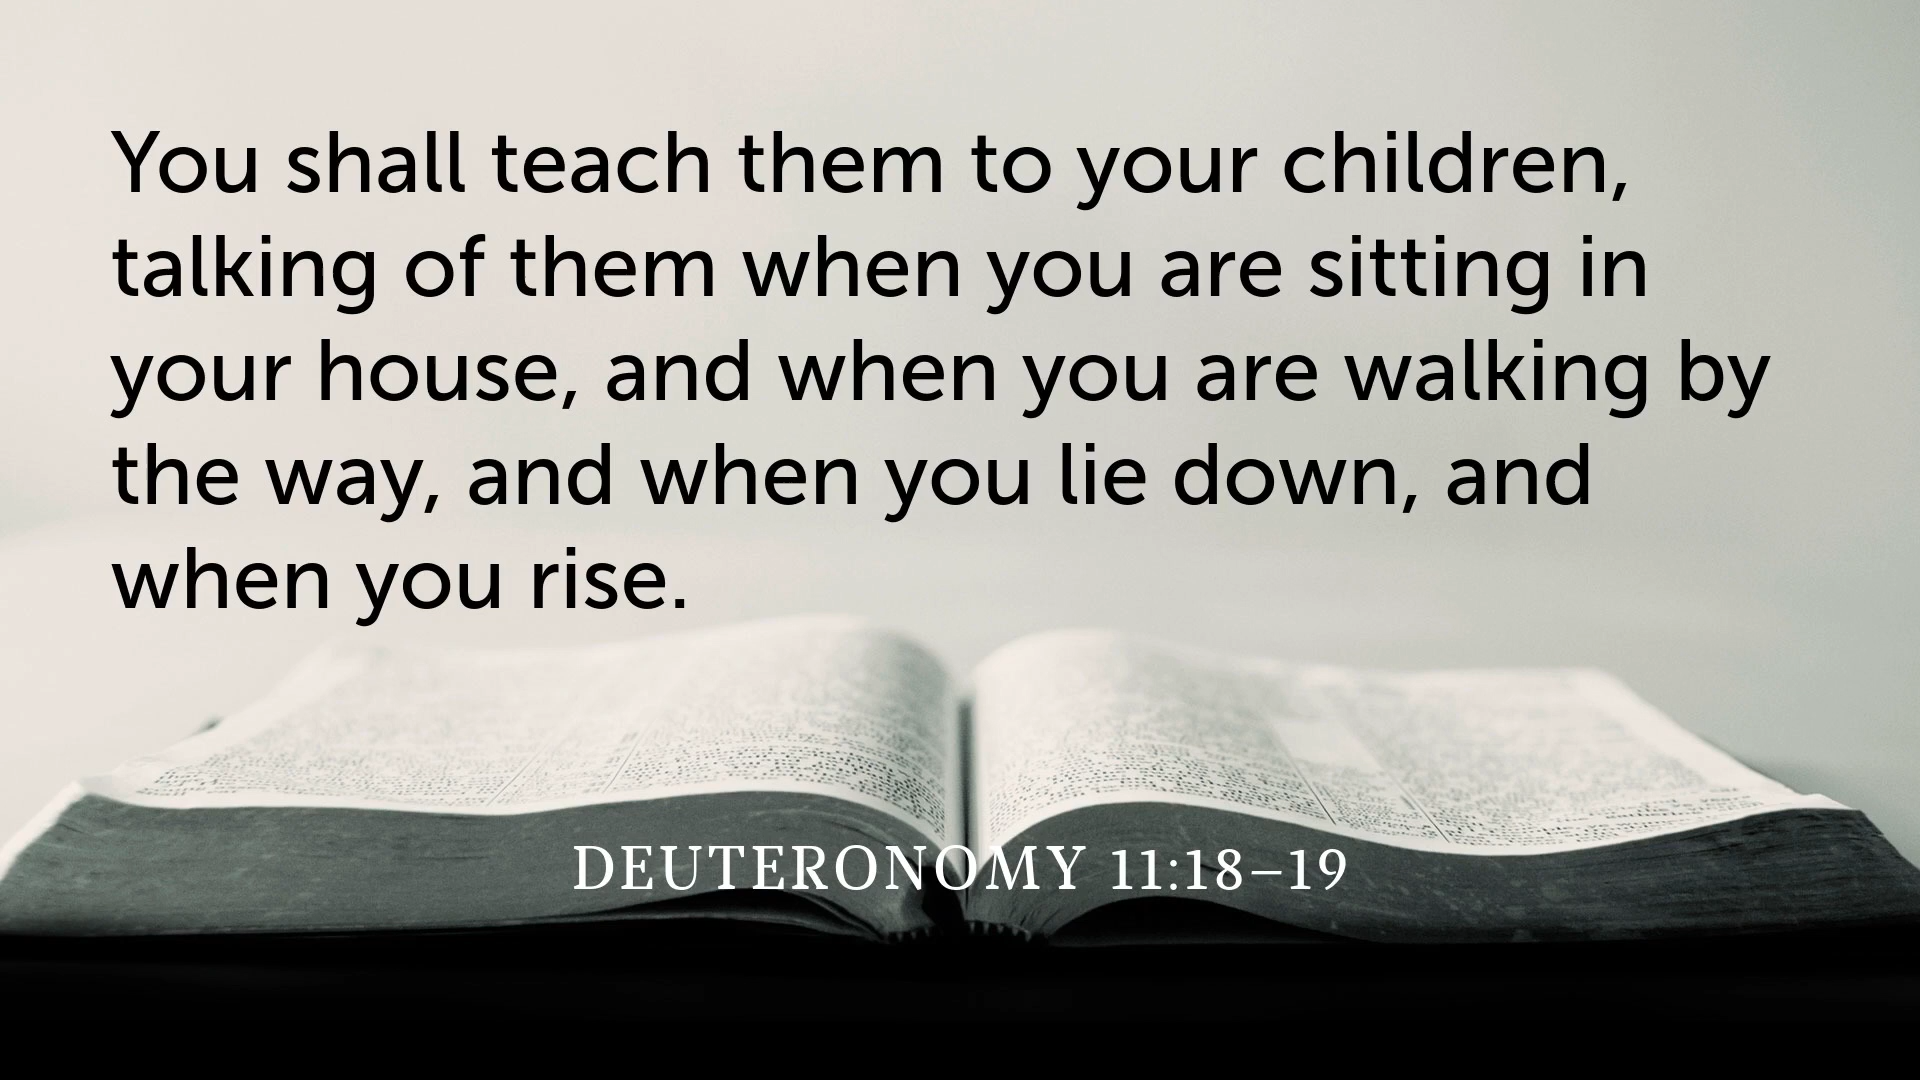 You shall teach them to your children,
talking of them when you are sitting in
your house, and when you are walking by
the way, and when you lie down, and
when you rise.
DEUTERONOMY 11:18–19